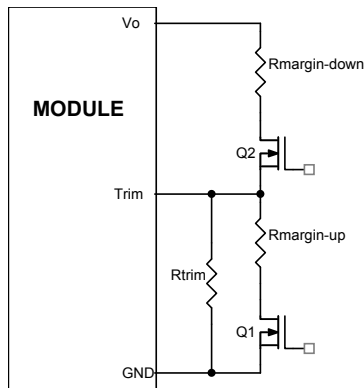 Vo
Rmargin-down
MODULE
Q2
Trim
Rmargin-up
Rtrim
Q1
GND